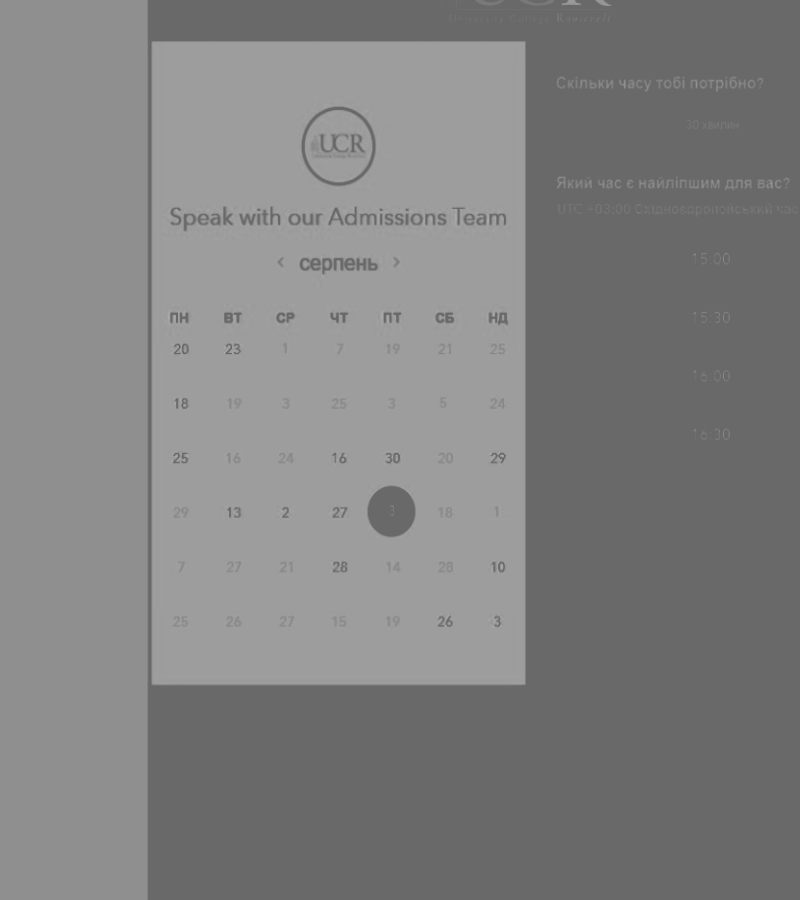 UCR
University College Roosevelt
UCR
Speak with our Admissions Team
‹ серпень ›
ПН ВТ СР ЧТ ПТ СБ НД
20 23 1 7 19 21 25
18 19 3 25 3 5 24
25 16 24 16 30 20 29
29 13 2 27 3 18 1
7 27 21 28 14 28 10
25 26 27 15 19 26 3
Скільки часу тобі потрібно?
30 хвилин
Який час є найліпшим для вас?
UTC +03:00 Східноєвропейський час
15:00
15:30
16:00
16:30